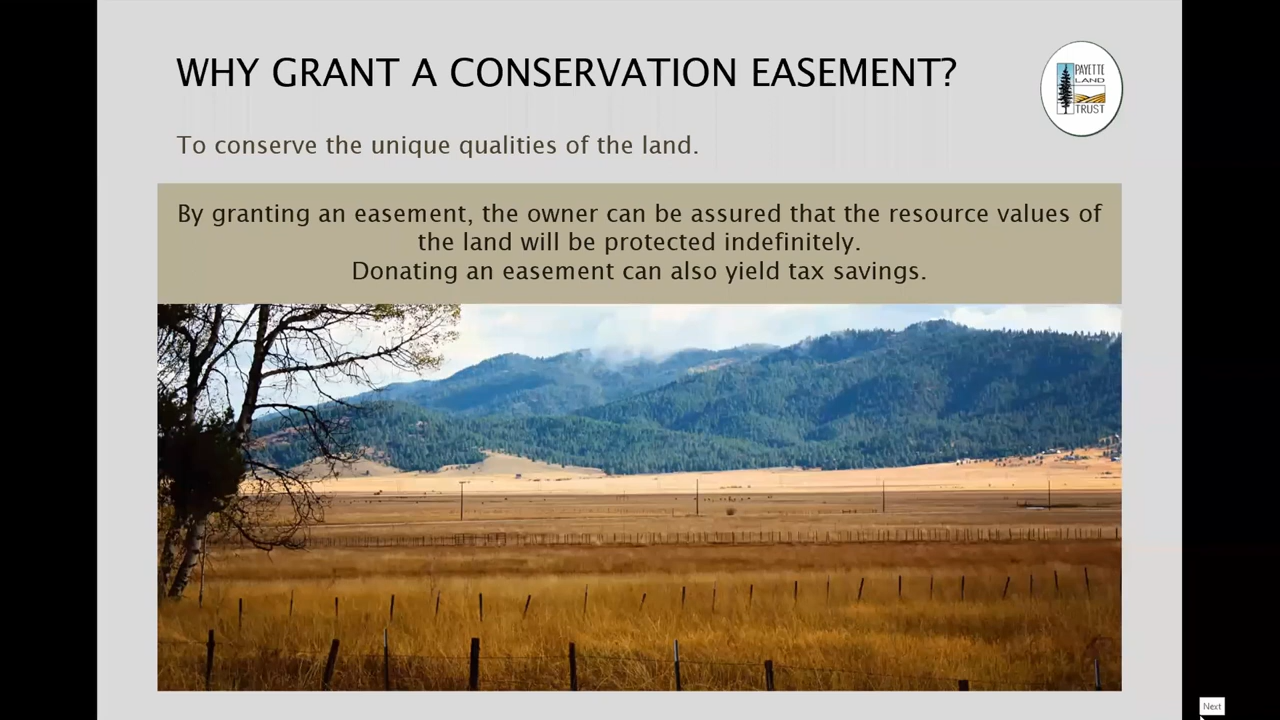 WHY GRANT A CONSERVATION EASEMENT?
PAYETTE
LAND
TRUST
To conserve the unique qualities of the land.
By granting an easement, the owner can be assured that the resource values of
the land will be protected indefinitely.
Donating an easement can also yield tax savings.
Next